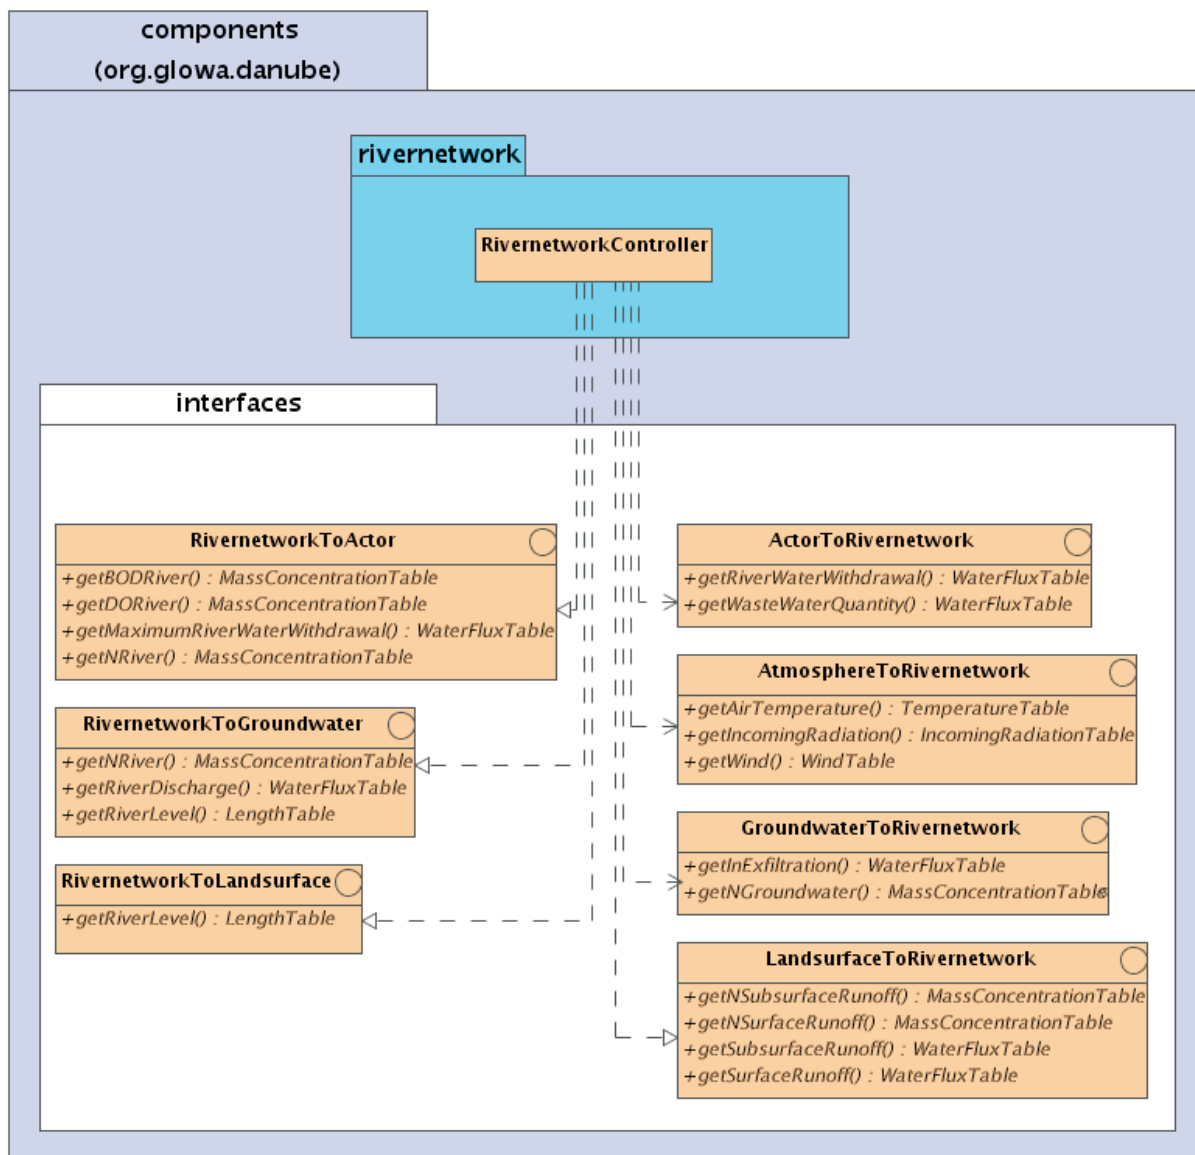 components
(org.glowa.danube)
rivernetwork
RivernetworkController
interfaces
RivernetworkToActor
+getBODRiver() : MassConcentrationTable
+getDORiver() : MassConcentrationTable
+getMaximumRiverWaterWithdrawal() : WaterFluxTable
+getNRiver() : MassConcentrationTable
RivernetworkToGroundwater
+getNRiver() : MassConcentrationTable
+getRiverDischarge() : WaterFluxTable
+getRiverLevel() : LengthTable
RivernetworkToLandsurface
+getRiverLevel() : LengthTable
ActorToRivernetwork
+getRiverWaterWithdrawal() : WaterFluxTable
+getWasteWaterQuantity() : WaterFluxTable
AtmosphereToRivernetwork
+getAirTemperature() : TemperatureTable
+getIncomingRadiation() : IncomingRadiationTable
+getWind() : WindTable
GroundwaterToRivernetwork
+getInExfiltration() : WaterFluxTable
+getNGroundwater() : MassConcentrationTable
LandsurfaceToRivernetwork
+getNSubsurfaceRunoff() : MassConcentrationTable
+getNSurfaceRunoff() : MassConcentrationTable
+getSubsurfaceRunoff() : WaterFluxTable
+getSurfaceRunoff() : WaterFluxTable